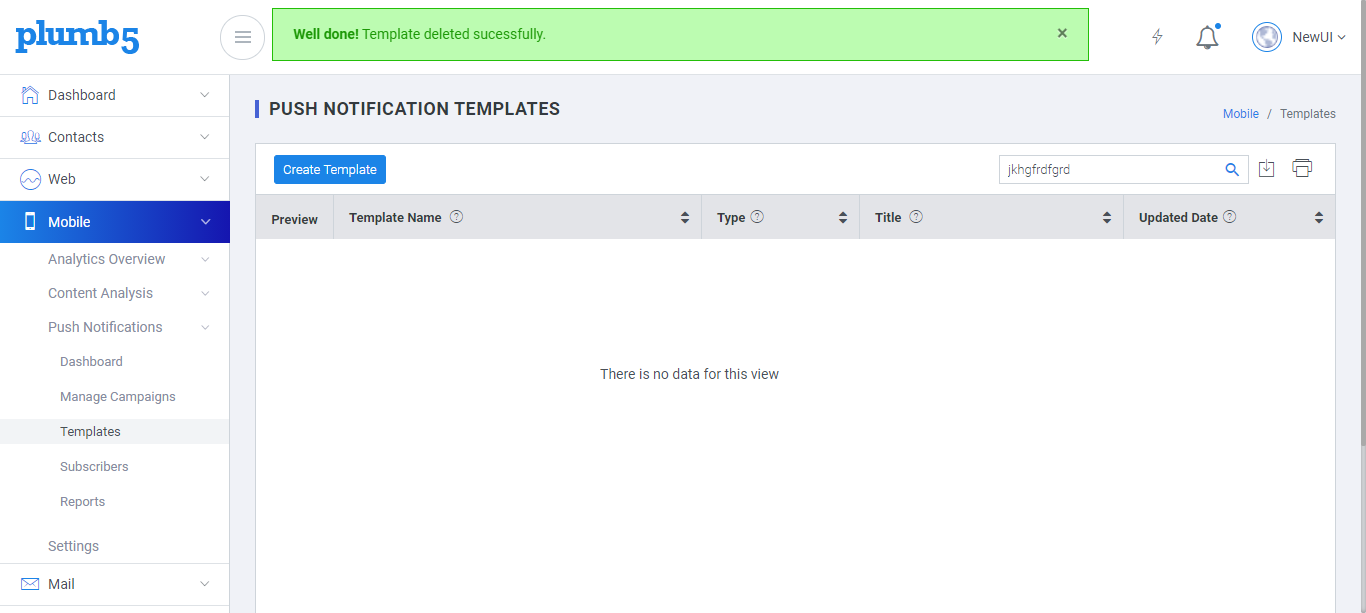 plumb5
Well done! Template deleted sucessfully.
×
NewUI
Dashboard
Contacts
Web
Mobile
Analytics Overview
Content Analysis
Push Notifications
Dashboard
Manage Campaigns
Templates
Subscribers
Reports
Settings
Mail
PUSH NOTIFICATION TEMPLATES
Mobile / Templates
Create Template
jkhgfrdfgrd
Preview Template Name ? Type ? Title ? Updated Date ?
There is no data for this view